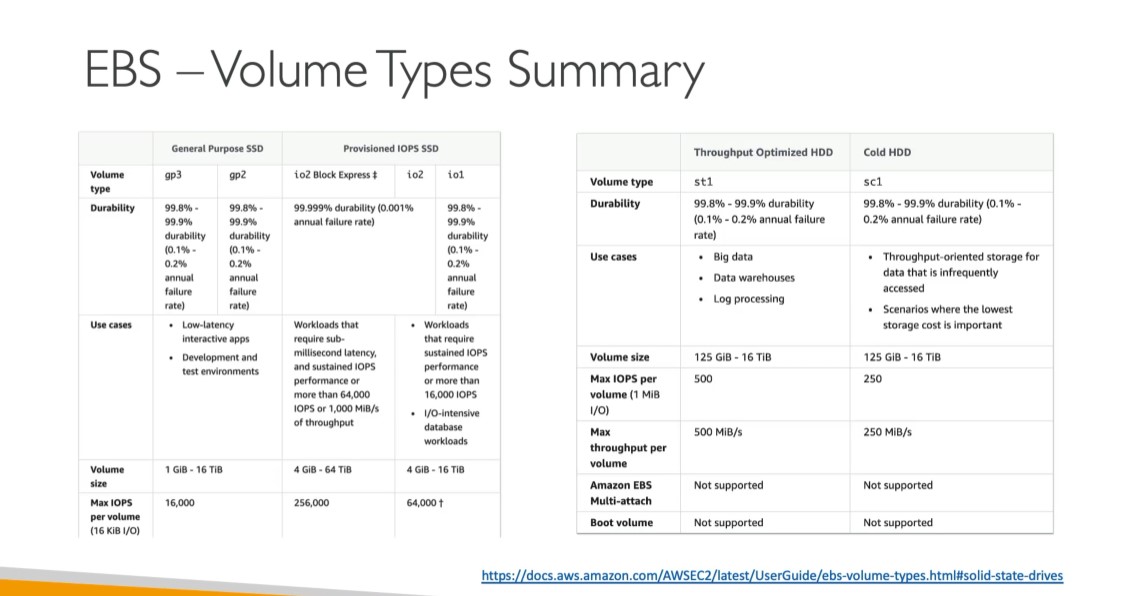 EBS – Volume Types Summary
General Purpose SSD Provisioned IOPS SSD
Volume type gp3 gp2 io2 Block Express ‡ io2 io1
Durability 99.8% - 99.9% durability (0.1% - 0.2% annual failure rate) 99.8% - 99.9% durability (0.1% - 0.2% annual failure rate) 99.999% durability (0.001% annual failure rate) 99.8% - 99.9% durability (0.1% - 0.2% annual failure rate)
Use cases
• Low-latency interactive apps
• Development and test environments
Workloads that require sub-millisecond latency, and sustained IOPS performance or more than 64,000 IOPS or 1,000 MiB/s of throughput
• Workloads that require sustained IOPS performance or more than 16,000 IOPS
• I/O-intensive database workloads
Volume size 1 GiB - 16 TiB 4 GiB - 64 TiB 4 GiB - 16 TiB
Max IOPS per volume (16 KiB I/O) 16,000 256,000 64,000 †
Throughput Optimized HDD Cold HDD
Volume type st1 sc1
Durability 99.8% - 99.9% durability (0.1% - 0.2% annual failure rate) 99.8% - 99.9% durability (0.1% - 0.2% annual failure rate)
Use cases
• Big data
• Data warehouses
• Log processing
• Throughput-oriented storage for data that is infrequently accessed
• Scenarios where the lowest storage cost is important
Volume size 125 GiB - 16 TiB 125 GiB - 16 TiB
Max IOPS per volume (1 MiB I/O) 500 250
Max throughput per volume 500 MiB/s 250 MiB/s
Amazon EBS Multi-attach Not supported Not supported
Boot volume Not supported Not supported
https://docs.aws.amazon.com/AWSEC2/latest/UserGuide/ebs-volume-types.html#solid-state-drives